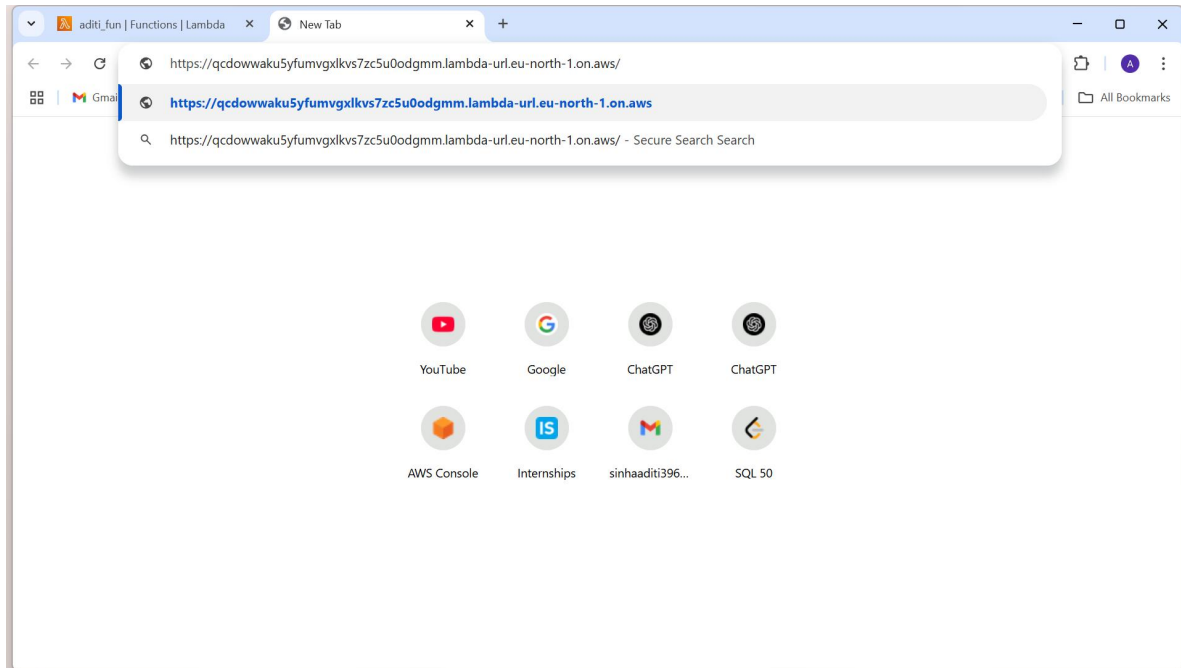 aditi_fun | Functions | Lambda
New Tab
https://qcdowwaku5yfumvgxlkvs7zc5u0odgmm.lambda-url.eu-north-1.on.aws/
A
Gmai
https://qcdowwaku5yfumvgxlkvs7zc5u0odgmm.lambda-url.eu-north-1.on.aws
All Bookmarks
https://qcdowwaku5yfumvgxlkvs7zc5u0odgmm.lambda-url.eu-north-1.on.aws/ - Secure Search Search
YouTube
Google
ChatGPT
ChatGPT
IS
AWS Console
Internships
sinhaaditi396...
SQL 50